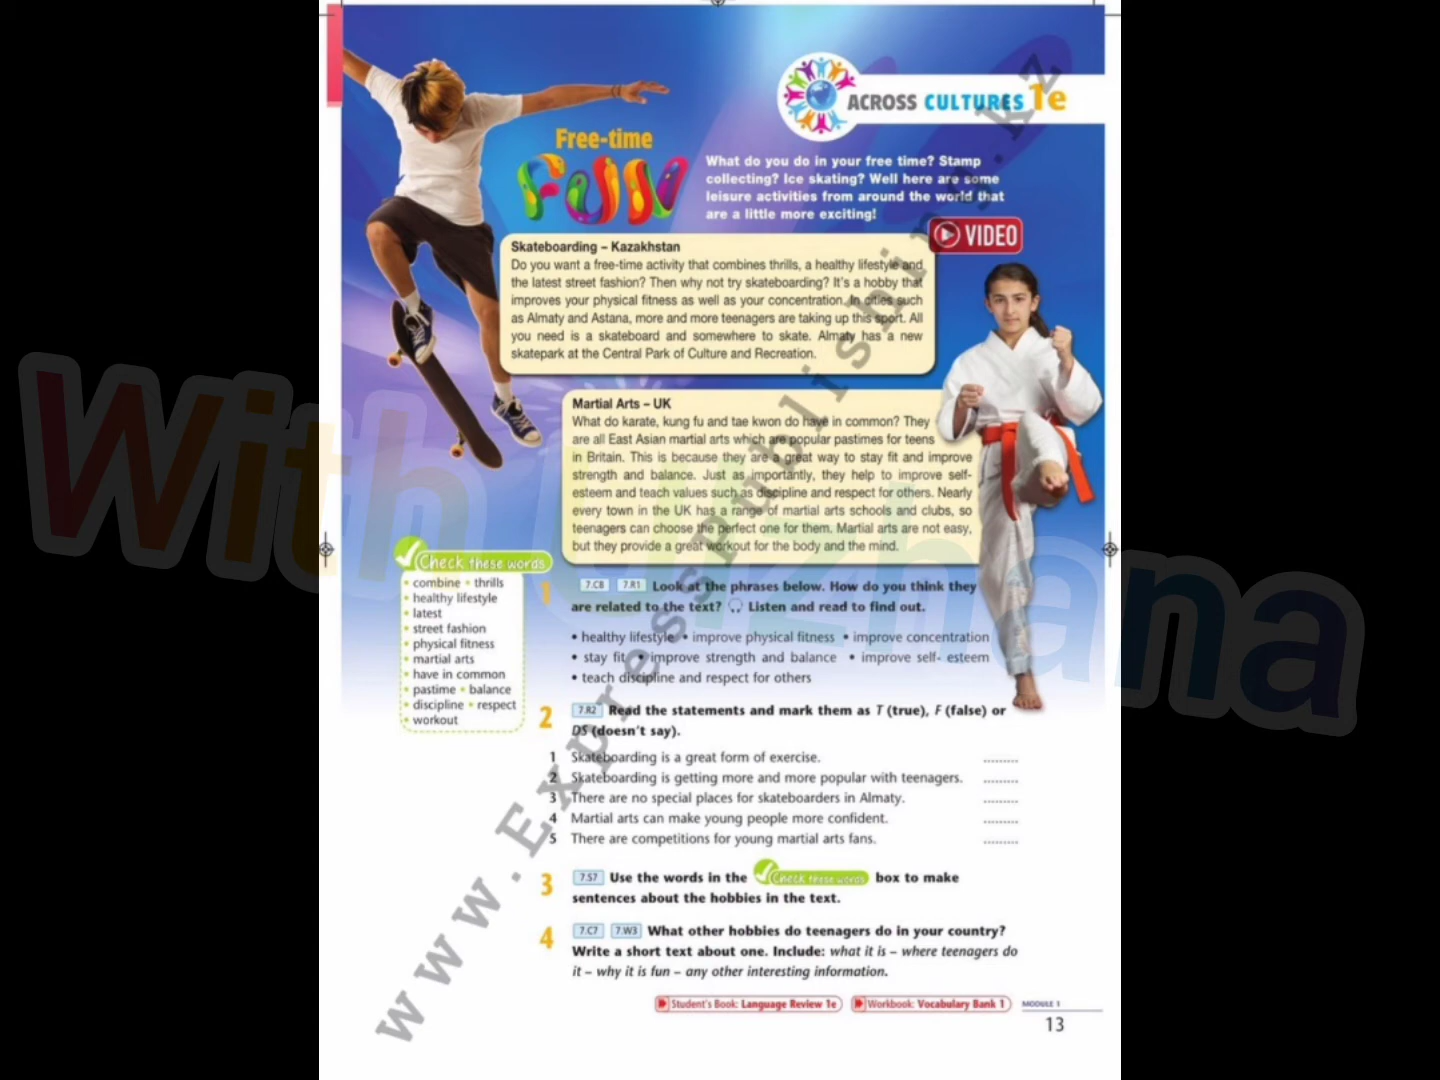 ACROSS CULTURES 1e
Free-time
FUN
What do you do in your free time? Stamp
collecting? Ice skating? Well here are some
leisure activities from around the world that
are a little more exciting!
VIDEO
Skateboarding – Kazakhstan
Do you want a free-time activity that combines thrills, a healthy lifestyle and
the latest street fashion? Then why not try skateboarding? It's a hobby that
improves your physical fitness as well as your concentration. In cities such
as Almaty and Astana, more and more teenagers are taking up this sport. All
you need is a skateboard and somewhere to skate. Almaty has a new
skatepark at the Central Park of Culture and Recreation.
Martial Arts – UK
What do karate, kung fu and tae kwon do have in common? They
are all East Asian martial arts which are popular pastimes for teens
in Britain. This is because they are a great way to stay fit and improve
strength and balance. Just as importantly, they help to improve self-
esteem and teach values such as discipline and respect for others. Nearly
every town in the UK has a range of martial arts schools and clubs, so
teenagers can choose the perfect one for them. Martial arts are not easy,
but they provide a great workout for the body and the mind.
Check these words
• combine • thrills
• healthy lifestyle
• latest
• street fashion
• physical fitness
• martial arts
• have in common
• pastime • balance
• discipline • respect
• workout
1 7.C8 7.R1 Look at the phrases below. How do you think they
are related to the text? Listen and read to find out.
• healthy lifestyle • improve physical fitness • improve concentration
• stay fit • improve strength and balance • improve self- esteem
• teach discipline and respect for others
2 7.R2 Read the statements and mark them as T (true), F (false) or
DS (doesn't say).
1 Skateboarding is a great form of exercise. .........
2 Skateboarding is getting more and more popular with teenagers. .........
3 There are no special places for skateboarders in Almaty. .........
4 Martial arts can make young people more confident. .........
5 There are competitions for young martial arts fans. .........
3 7.S7 Use the words in the Check these words box to make
sentences about the hobbies in the text.
4 7.C7 7.W3 What other hobbies do teenagers do in your country?
Write a short text about one. Include: what it is – where teenagers do
it – why it is fun – any other interesting information.
Student's Book: Language Review 1e Workbook: Vocabulary Bank 1 MODULE 1
13
www.ExpressPublishing.kz
With Gizhana